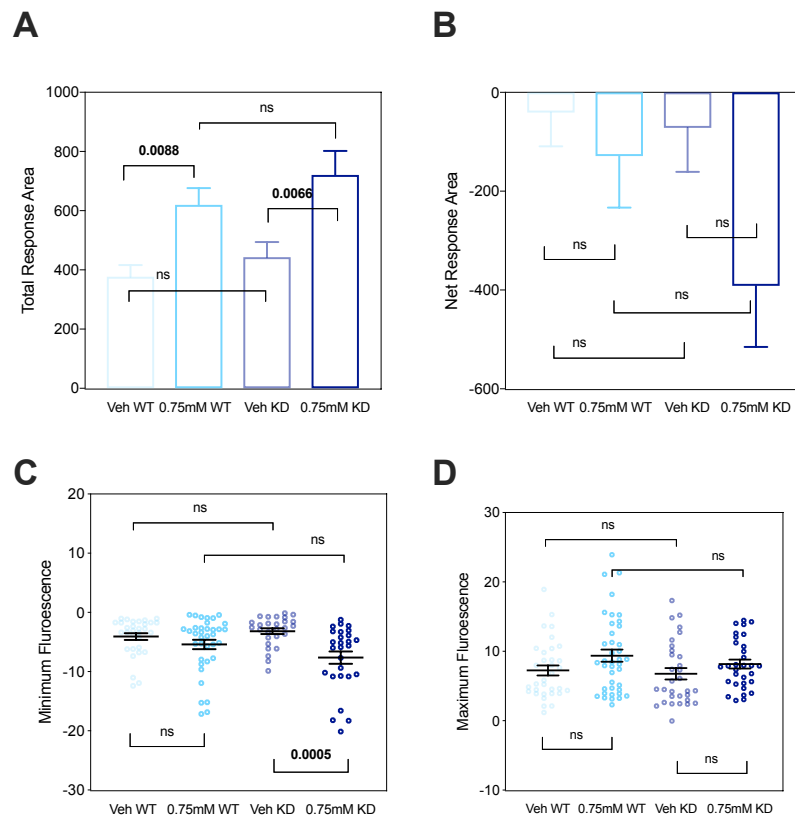 A
B
1000
800
600
400
200
0
Total Response Area
ns
0.0088
0.0066
ns
Veh WT 0.75mM WT Veh KD 0.75mM KD
0
-200
-400
-600
Net Response Area
ns
ns
ns
ns
Veh WT 0.75mM WT Veh KD 0.75mM KD
C
D
20
10
0
-10
-20
-30
Minimum Fluroescence
ns
ns
ns
0.0005
Veh WT 0.75mM WT Veh KD 0.75mM KD
30
20
10
0
-10
Maximum Fluroescence
ns
ns
ns
ns
Veh WT 0.75mM WT Veh KD 0.75mM KD